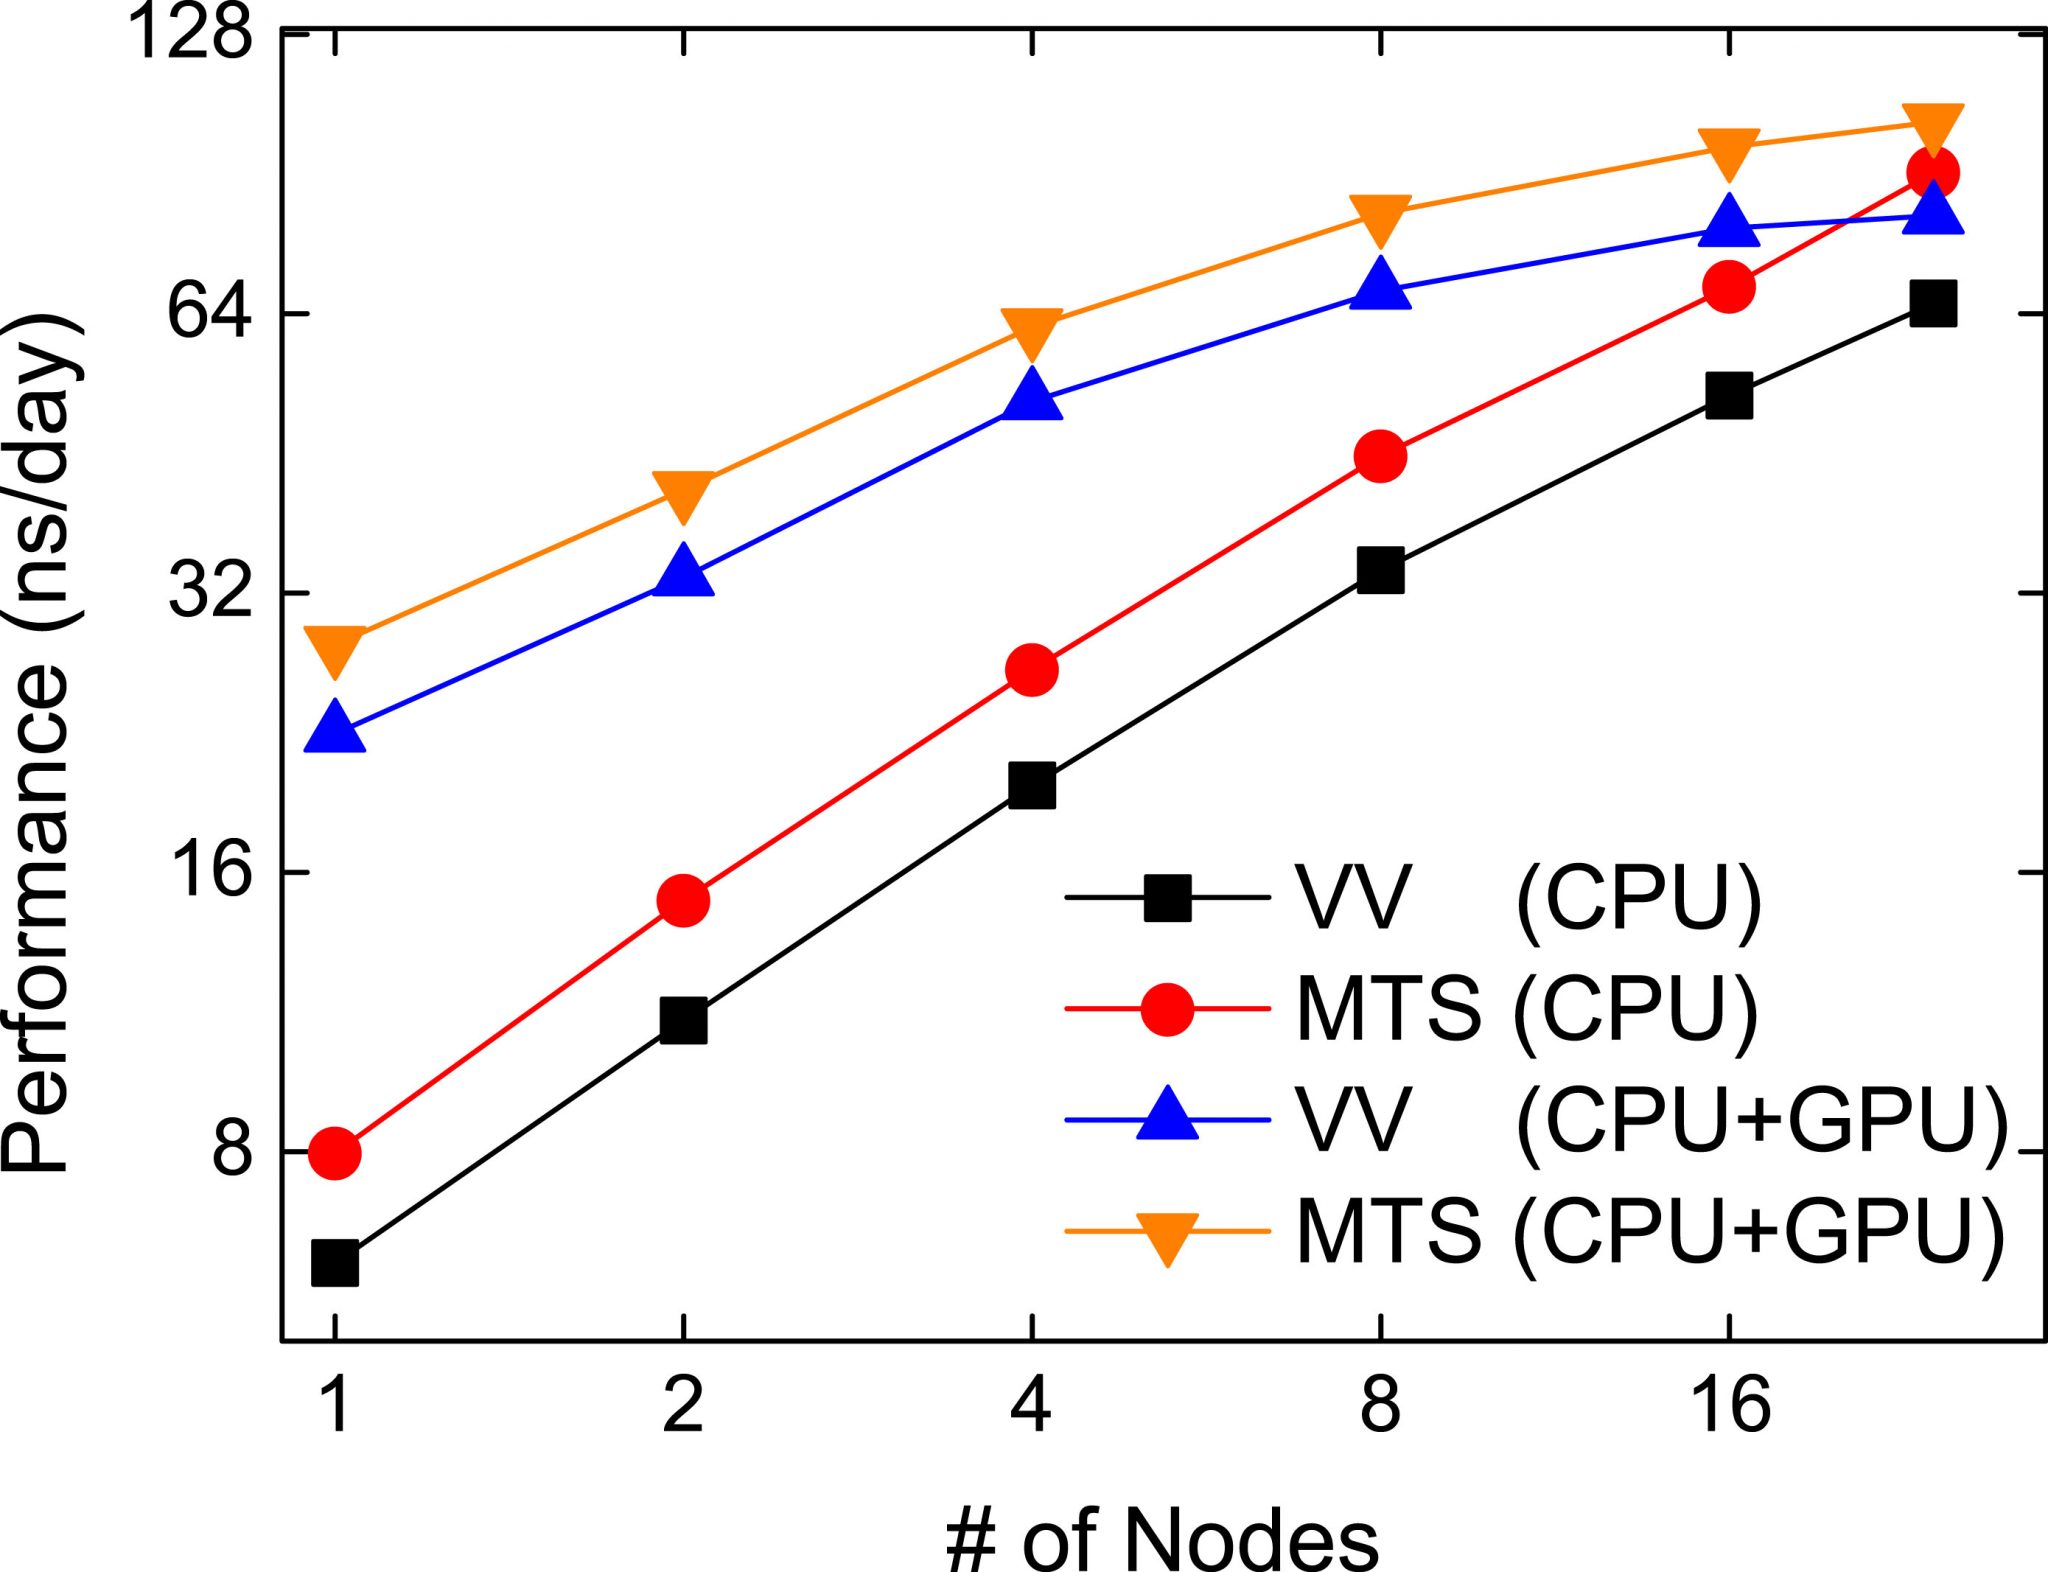 128
64
32
16
8
Performance (ns/day)
VV (CPU)
MTS (CPU)
VV (CPU+GPU)
MTS (CPU+GPU)
1 2 4 8 16
# of Nodes